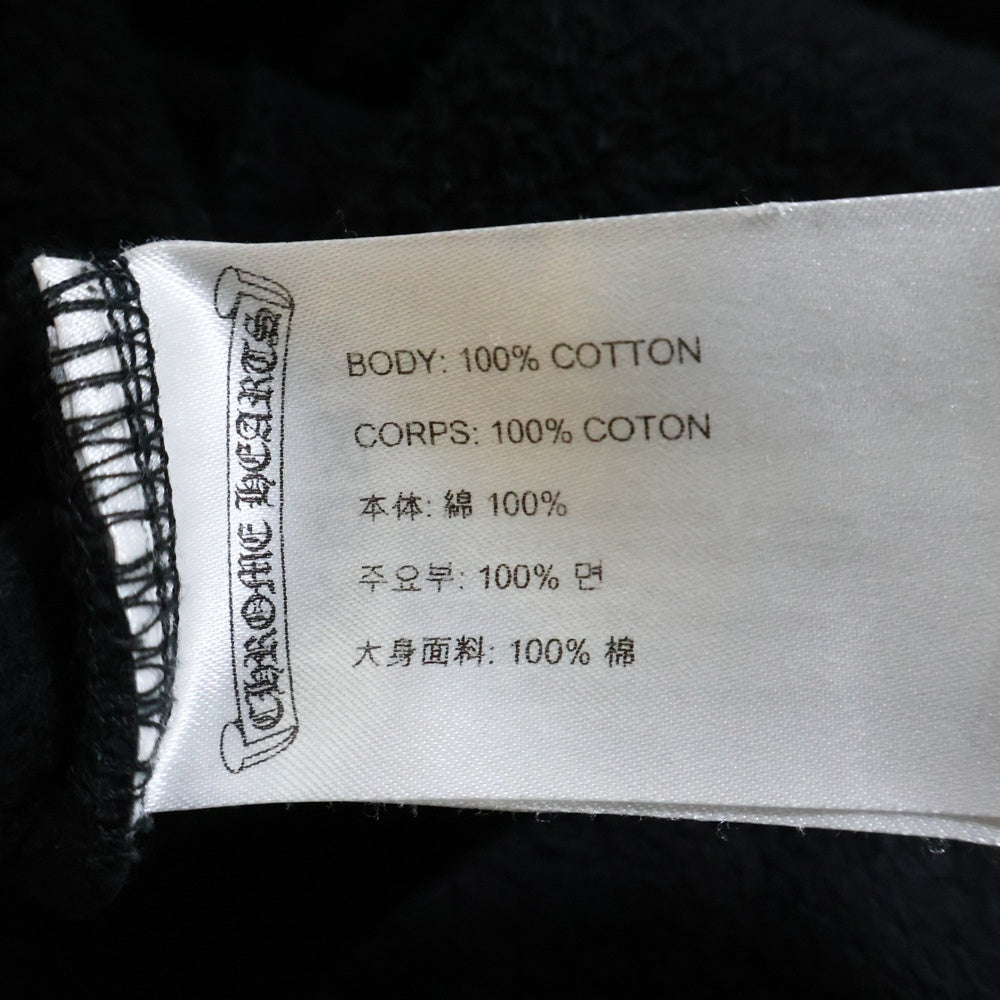 CHROME HEARTS
BODY: 100% COTTON
CORPS: 100% COTON
本体: 綿 100%
주요부: 100% 면
大身面料: 100% 棉